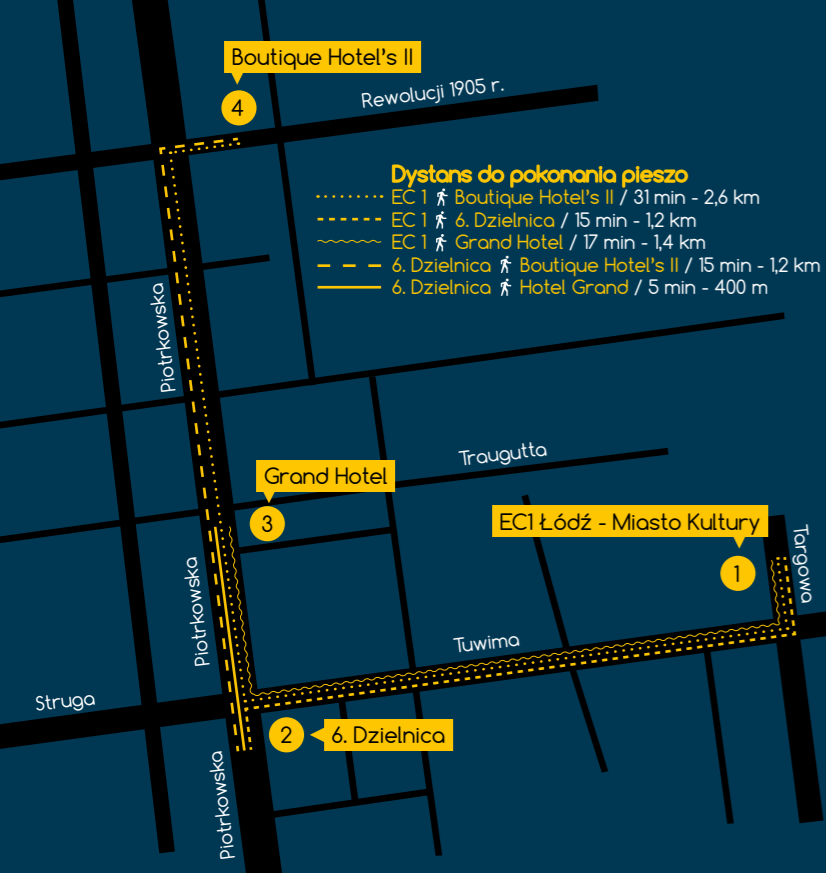 Boutique Hotel's II
4
Rewolucji 1905 r.
Dystans do pokonania pieszo
EC 1 Boutique Hotel's II / 31 min - 2,6 km
EC 1 6. Dzielnica / 15 min - 1,2 km
EC 1 Grand Hotel / 17 min - 1,4 km
6. Dzielnica Boutique Hotel's II / 15 min - 1,2 km
6. Dzielnica Hotel Grand / 5 min - 400 m
Piotrkowska
Traugutta
Grand Hotel
3
EC1 Łódź - Miasto Kultury
1
Targowa
Piotrkowska
Tuwima
Struga
2
6. Dzielnica
Piotrkowska